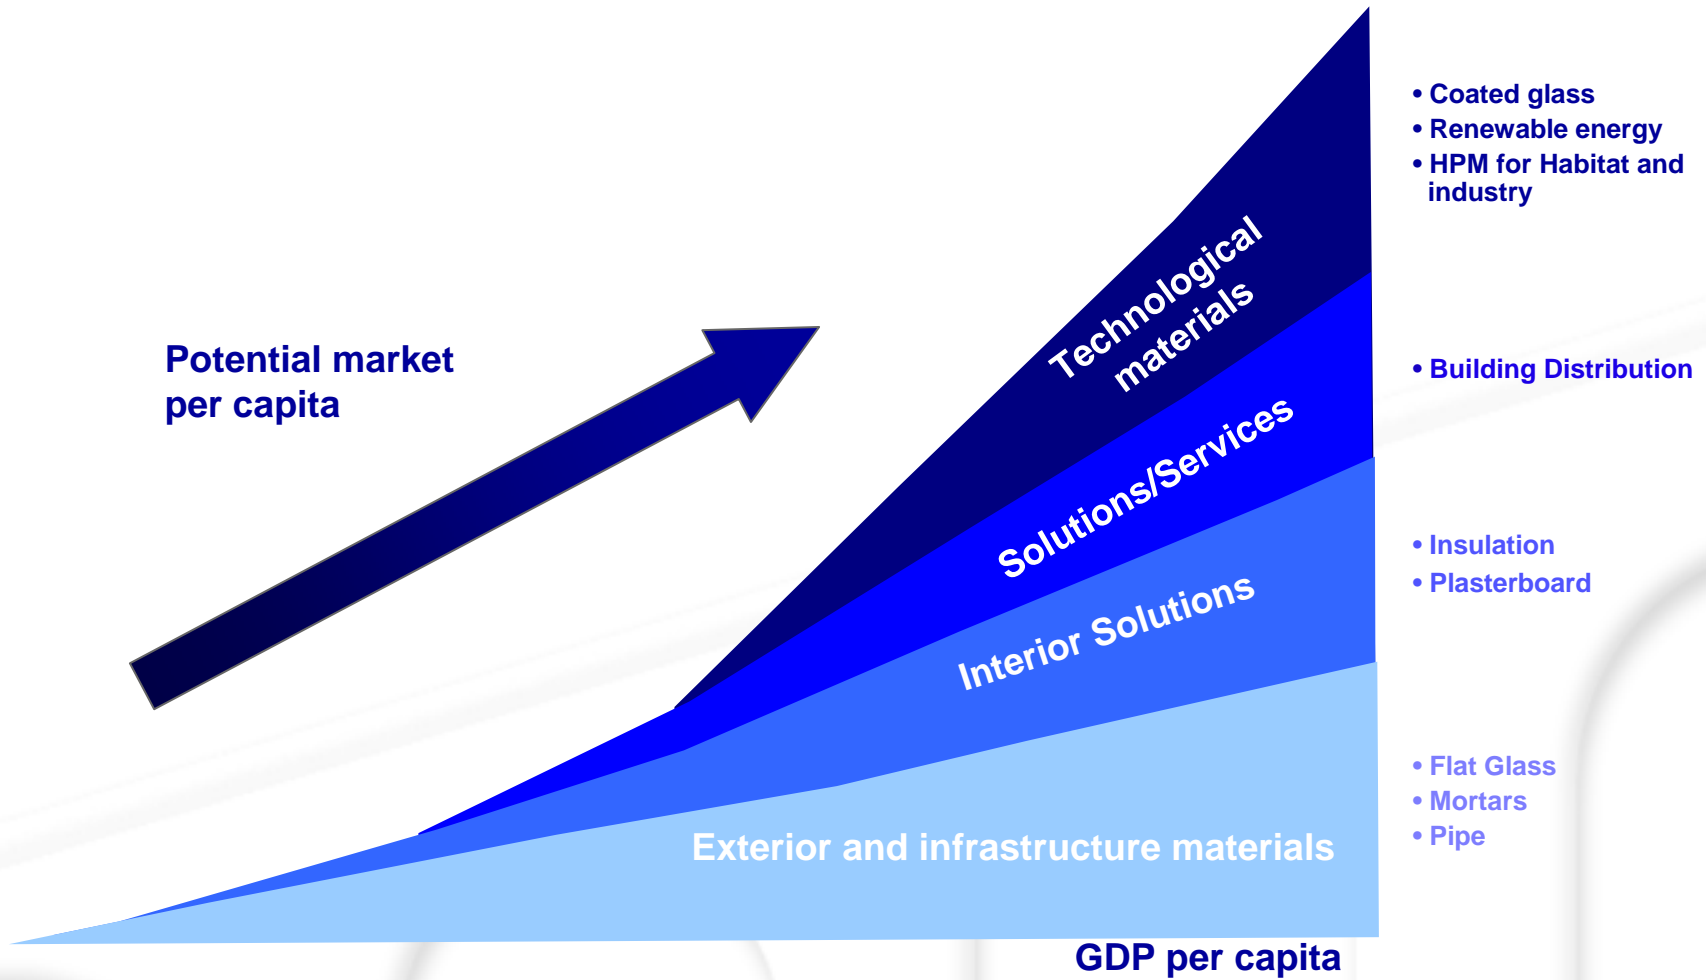 • Coated glass
• Renewable energy
• HPM for Habitat and
industry
Technological
materials
Potential market
per capita
• Building Distribution
Solutions/Services
• Insulation
• Plasterboard
Interior Solutions
• Flat Glass
• Mortars
• Pipe
Exterior and infrastructure materials
GDP per capita